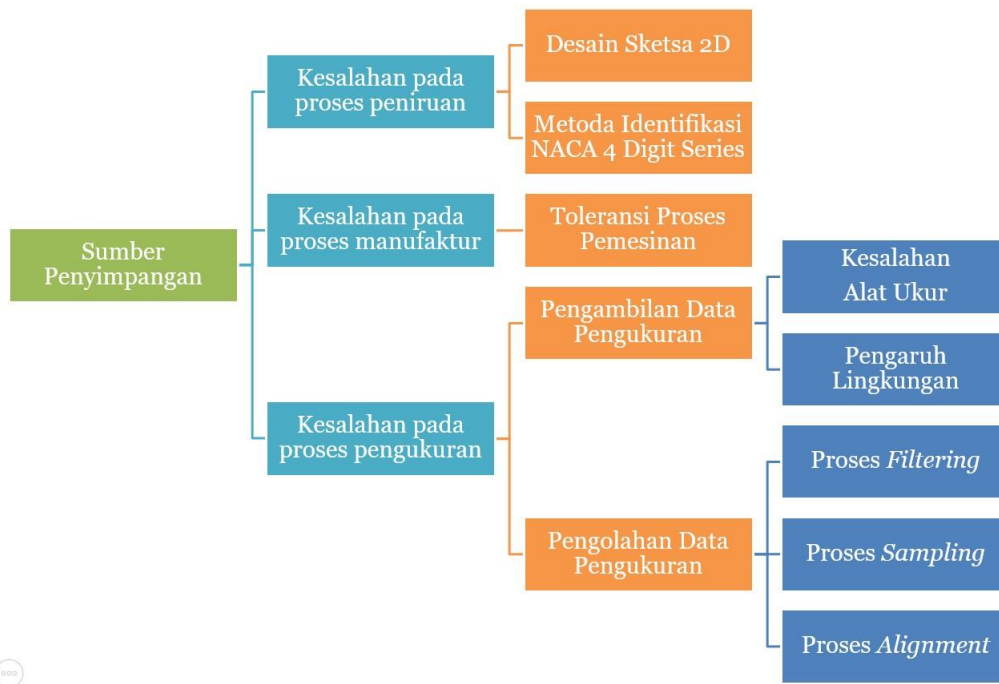 Sumber
Penyimpangan
Kesalahan pada
proses peniruan
Desain Sketsa 2D
Metoda Identifikasi
NACA 4 Digit Series
Kesalahan pada
proses manufaktur
Toleransi Proses
Pemesinan
Kesalahan pada
proses pengukuran
Pengambilan Data
Pengukuran
Kesalahan
Alat Ukur
Pengaruh
Lingkungan
Pengolahan Data
Pengukuran
Proses Filtering
Proses Sampling
Proses Alignment